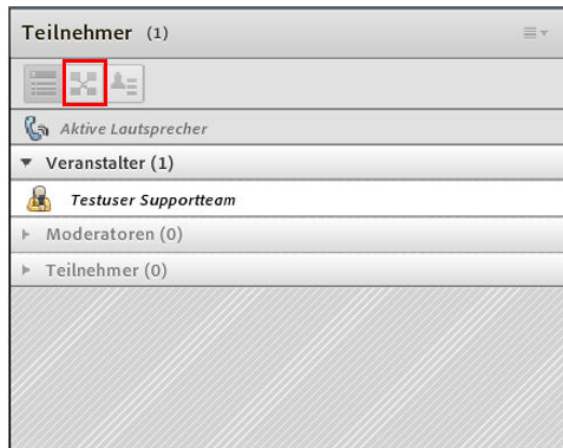 Teilnehmer (1)
Aktive Lautsprecher
Veranstalter (1)
Testuser Supportteam
Moderatoren (0)
Teilnehmer (0)